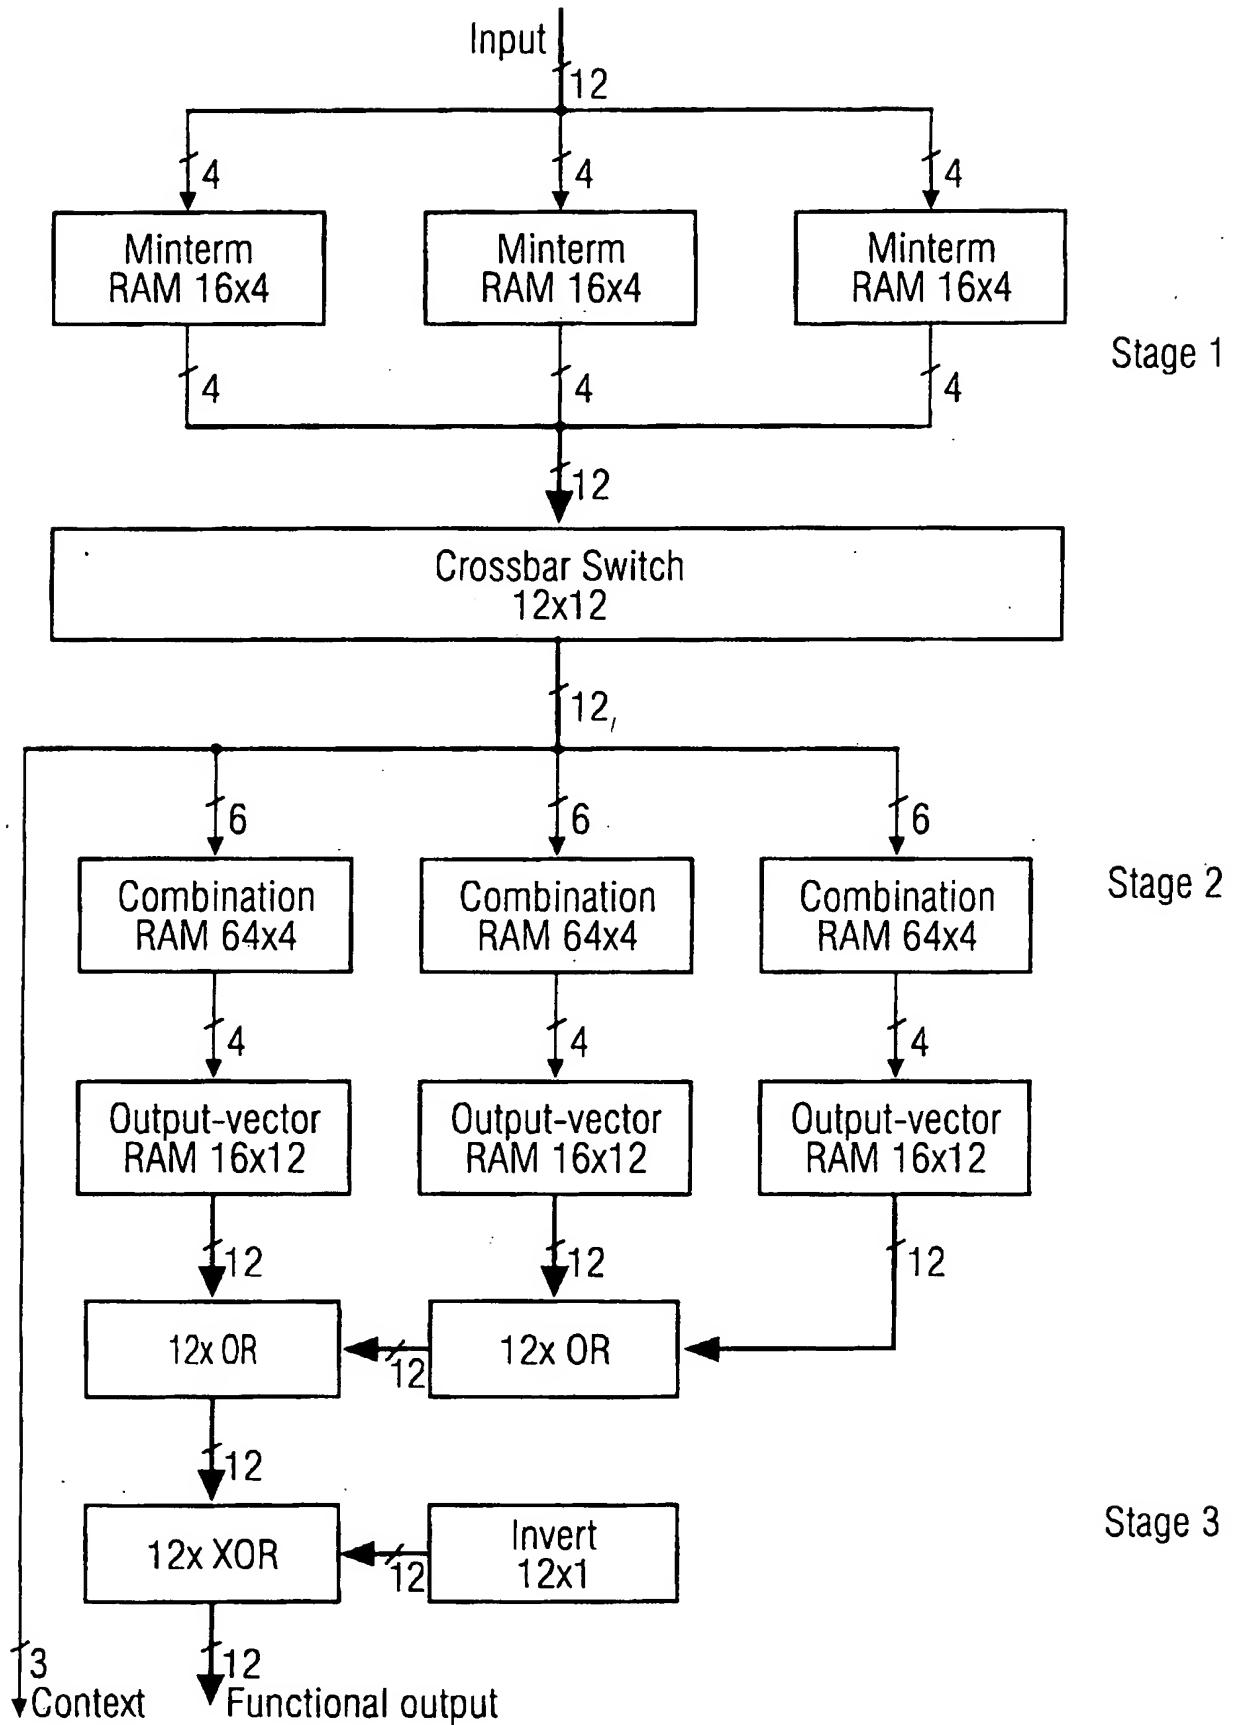 Input
12
4 4 4
Minterm
RAM 16x4
Minterm
RAM 16x4
Minterm
RAM 16x4
Stage 1
4 4 4
12
Crossbar Switch
12x12
12
6 6 6
Combination
RAM 64x4
Combination
RAM 64x4
Combination
RAM 64x4
Stage 2
4 4 4
Output-vector
RAM 16x12
Output-vector
RAM 16x12
Output-vector
RAM 16x12
12 12 12
12x OR
12
12x OR
12
12x XOR
12
Invert
12x1
Stage 3
3
Context
12
Functional output